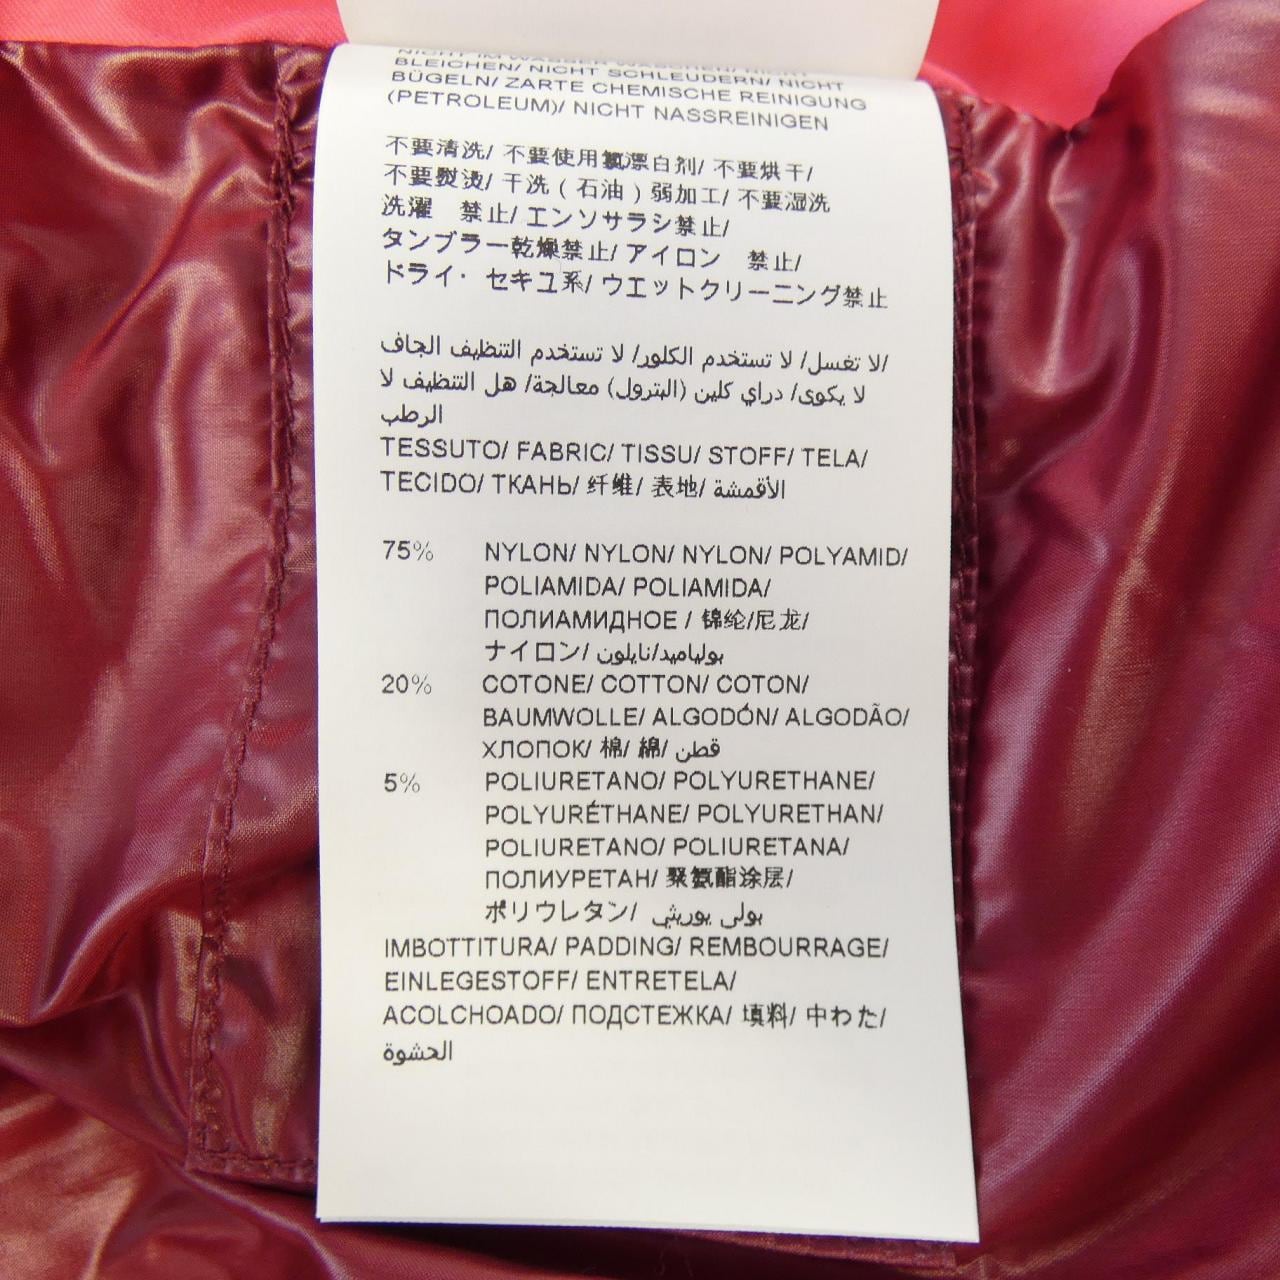 NICHT IM WASSER WASCHEN/ NICHT
BLEICHEN/ NICHT SCHLEUDERN/ NICHT
BÜGELN/ ZARTE CHEMISCHE REINIGUNG
(PETROLEUM)/ NICHT NASSREINIGEN
不要清洗/ 不要使用氯漂白剂/ 不要烘干/
不要熨烫/ 干洗 ( 石油 ) 弱加工/ 不要湿洗
洗濯　禁止/ エンソサラシ禁止/
タンブラー乾燥禁止/ アイロン　禁止/
ドライ・ セキユ系/ ウエットクリーニング禁止
لا تغسل/ لا تستخدم الكلور/ لا تستخدم التنظيف الجاف/
لا يكوى/ دراي كلين (البترول) معالجة/ هل التنظيف لا
الرطب
TESSUTO/ FABRIC/ TISSU/ STOFF/ TELA/
TECIDO/ ТКАНЬ/ 纤维/ 表地/ الأقمشة
75% NYLON/ NYLON/ NYLON/ POLYAMID/
POLIAMIDA/ POLIAMIDA/
ПОЛИАМИДНОЕ / 锦纶/尼龙/
ナイロン/ بولياميد/نايلون
20% COTONE/ COTTON/ COTON/
BAUMWOLLE/ ALGODÓN/ ALGODÃO/
ХЛОПОК/ 棉/ 綿/ قطن
5% POLIURETANO/ POLYURETHANE/
POLYURÉTHANE/ POLYURETHAN/
POLIURETANO/ POLIURETANA/
ПОЛИУРЕТАН/ 聚氨酯涂层/
ポリウレタン/ بولي يوريثي
IMBOTTITURA/ PADDING/ REMBOURRAGE/
EINLEGESTOFF/ ENTRETELA/
ACOLCHOADO/ ПОДСТЕЖКА/ 填料/ 中わた/
الحشوة